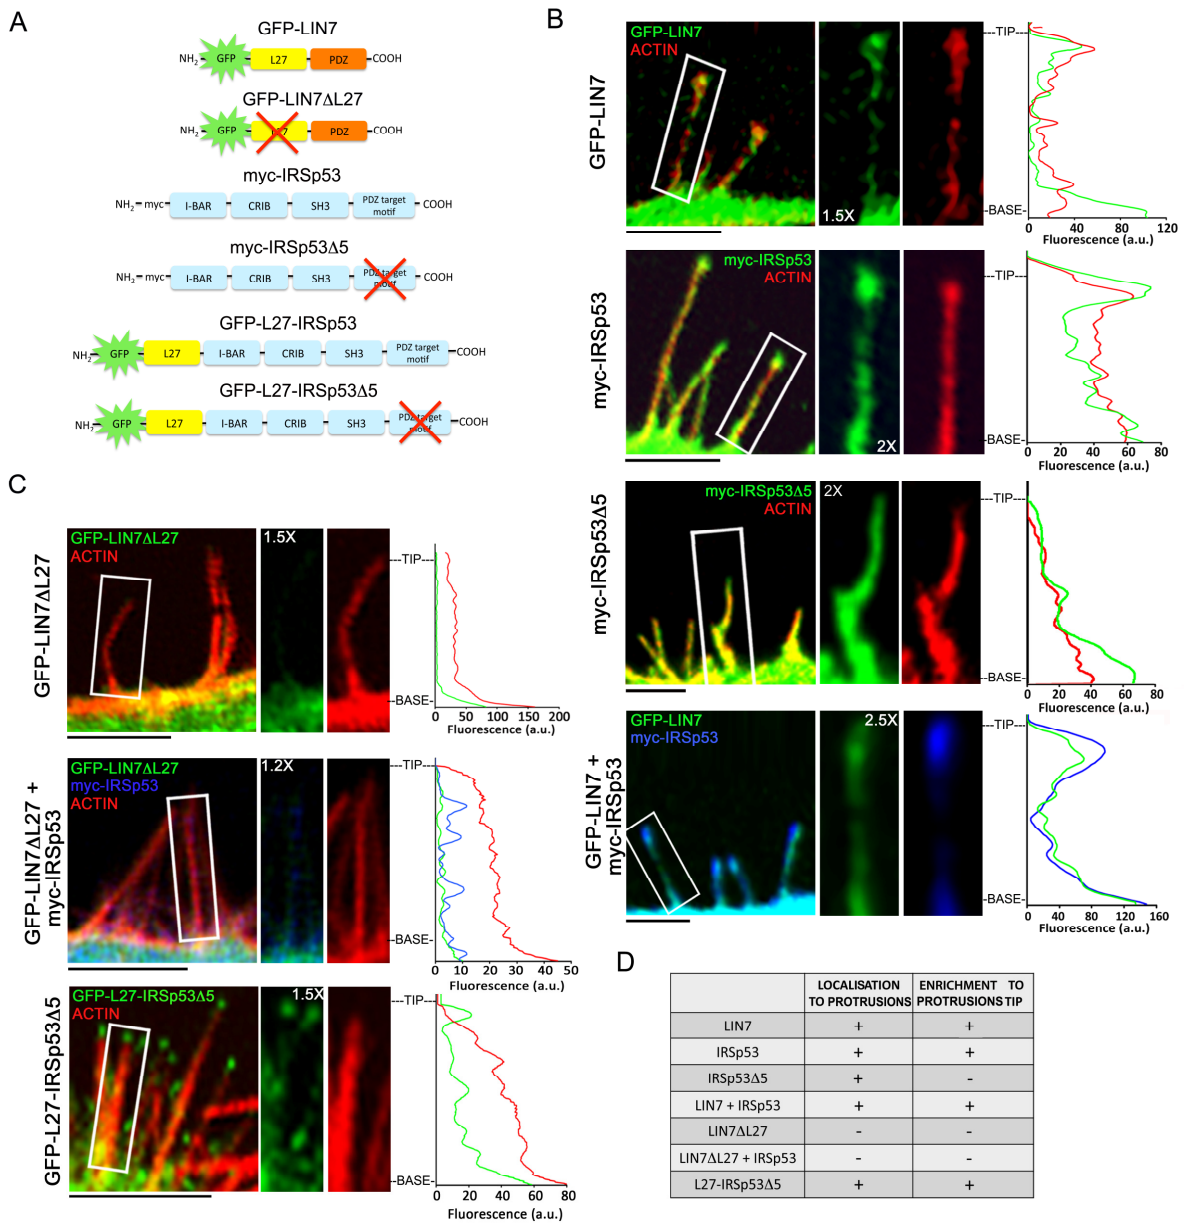 A
GFP-LIN7
NH2 GFP L27 PDZ COOH
GFP-LIN7ΔL27
NH2 GFP PDZ COOH
myc-IRSp53
NH2 myc I-BAR CRIB SH3 PDZ target motif COOH
myc-IRSp53Δ5
NH2 myc I-BAR CRIB SH3 PDZ target motif COOH
GFP-L27-IRSp53
NH2 GFP L27 I-BAR CRIB SH3 PDZ target motif COOH
GFP-L27-IRSp53Δ5
NH2 GFP L27 I-BAR CRIB SH3 PDZ target motif COOH
B
GFP-LIN7
GFP-LIN7
ACTIN
1.5X
TIP
BASE
0 40 80 120
Fluorescence (a.u.)
myc-IRSp53
myc-IRSp53
ACTIN
2X
TIP
BASE
0 20 40 60 80
Fluorescence (a.u.)
myc-IRSp53Δ5
myc-IRSp53Δ5
ACTIN
2X
TIP
BASE
0 20 40 60 80
Fluorescence (a.u.)
GFP-LIN7 +
myc-IRSp53
GFP-LIN7
myc-IRSp53
2.5X
TIP
BASE
0 40 80 120 160
Fluorescence (a.u.)
C
GFP-LIN7ΔL27
GFP-LIN7ΔL27
ACTIN
1.5X
TIP
BASE
0 50 100 150 200
Fluorescence (a.u.)
GFP-LIN7ΔL27 +
myc-IRSp53
GFP-LIN7ΔL27
myc-IRSp53
ACTIN
1.2X
TIP
BASE
0 10 20 30 40 50
Fluorescence (a.u.)
GFP-L27-IRSp53Δ5
GFP-L27-IRSp53Δ5
ACTIN
1.5X
TIP
BASE
0 20 40 60 80
Fluorescence (a.u.)
D
LOCALISATION TO PROTRUSIONS ENRICHMENT TO PROTRUSIONS TIP
LIN7 + +
IRSp53 + +
IRSp53Δ5 + -
LIN7 + IRSp53 + +
LIN7ΔL27 - -
LIN7ΔL27 + IRSp53 - -
L27-IRSp53Δ5 + +